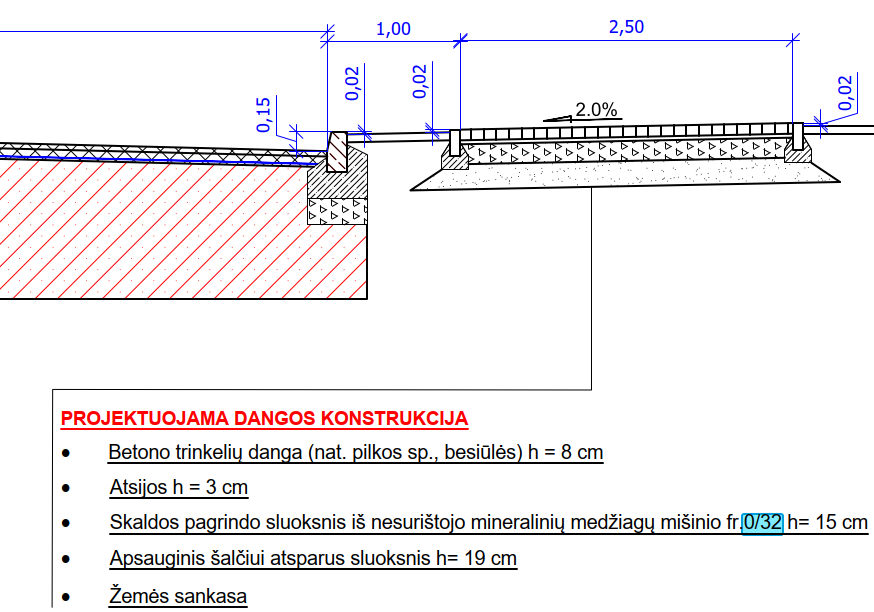 1,00
2,50
0,15
0,02
0,02
2.0%
0,02
PROJEKTUOJAMA DANGOS KONSTRUKCIJA
• Betono trinkelių danga (nat. pilkos sp., besiūlės) h = 8 cm
• Atsijos h = 3 cm
• Skaldos pagrindo sluoksnis iš nesurištojo mineralinių medžiagų mišinio fr.0/32 h= 15 cm
• Apsauginis šalčiui atsparus sluoksnis h= 19 cm
• Žemės sankasa